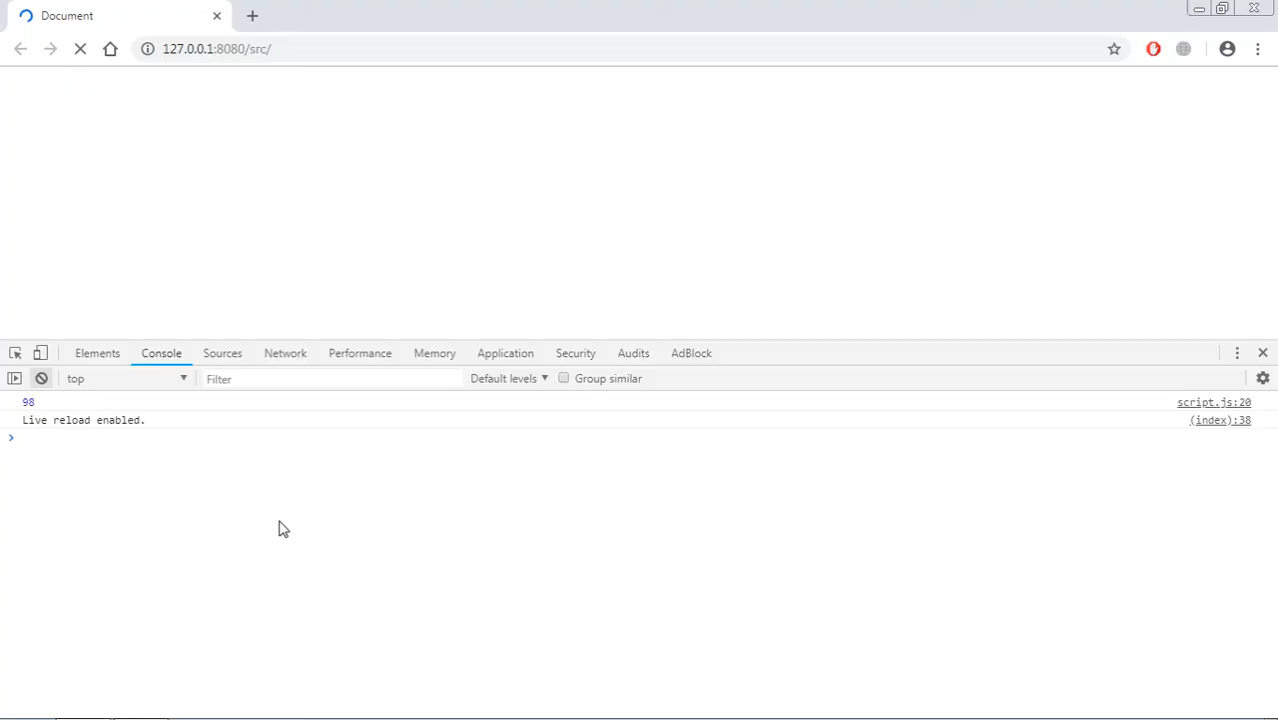 Document
127.0.0.1:8080/src/
Elements Console Sources Network Performance Memory Application Security Audits AdBlock
top Filter Default levels Group similar
98 script.js:20
Live reload enabled. (index):38